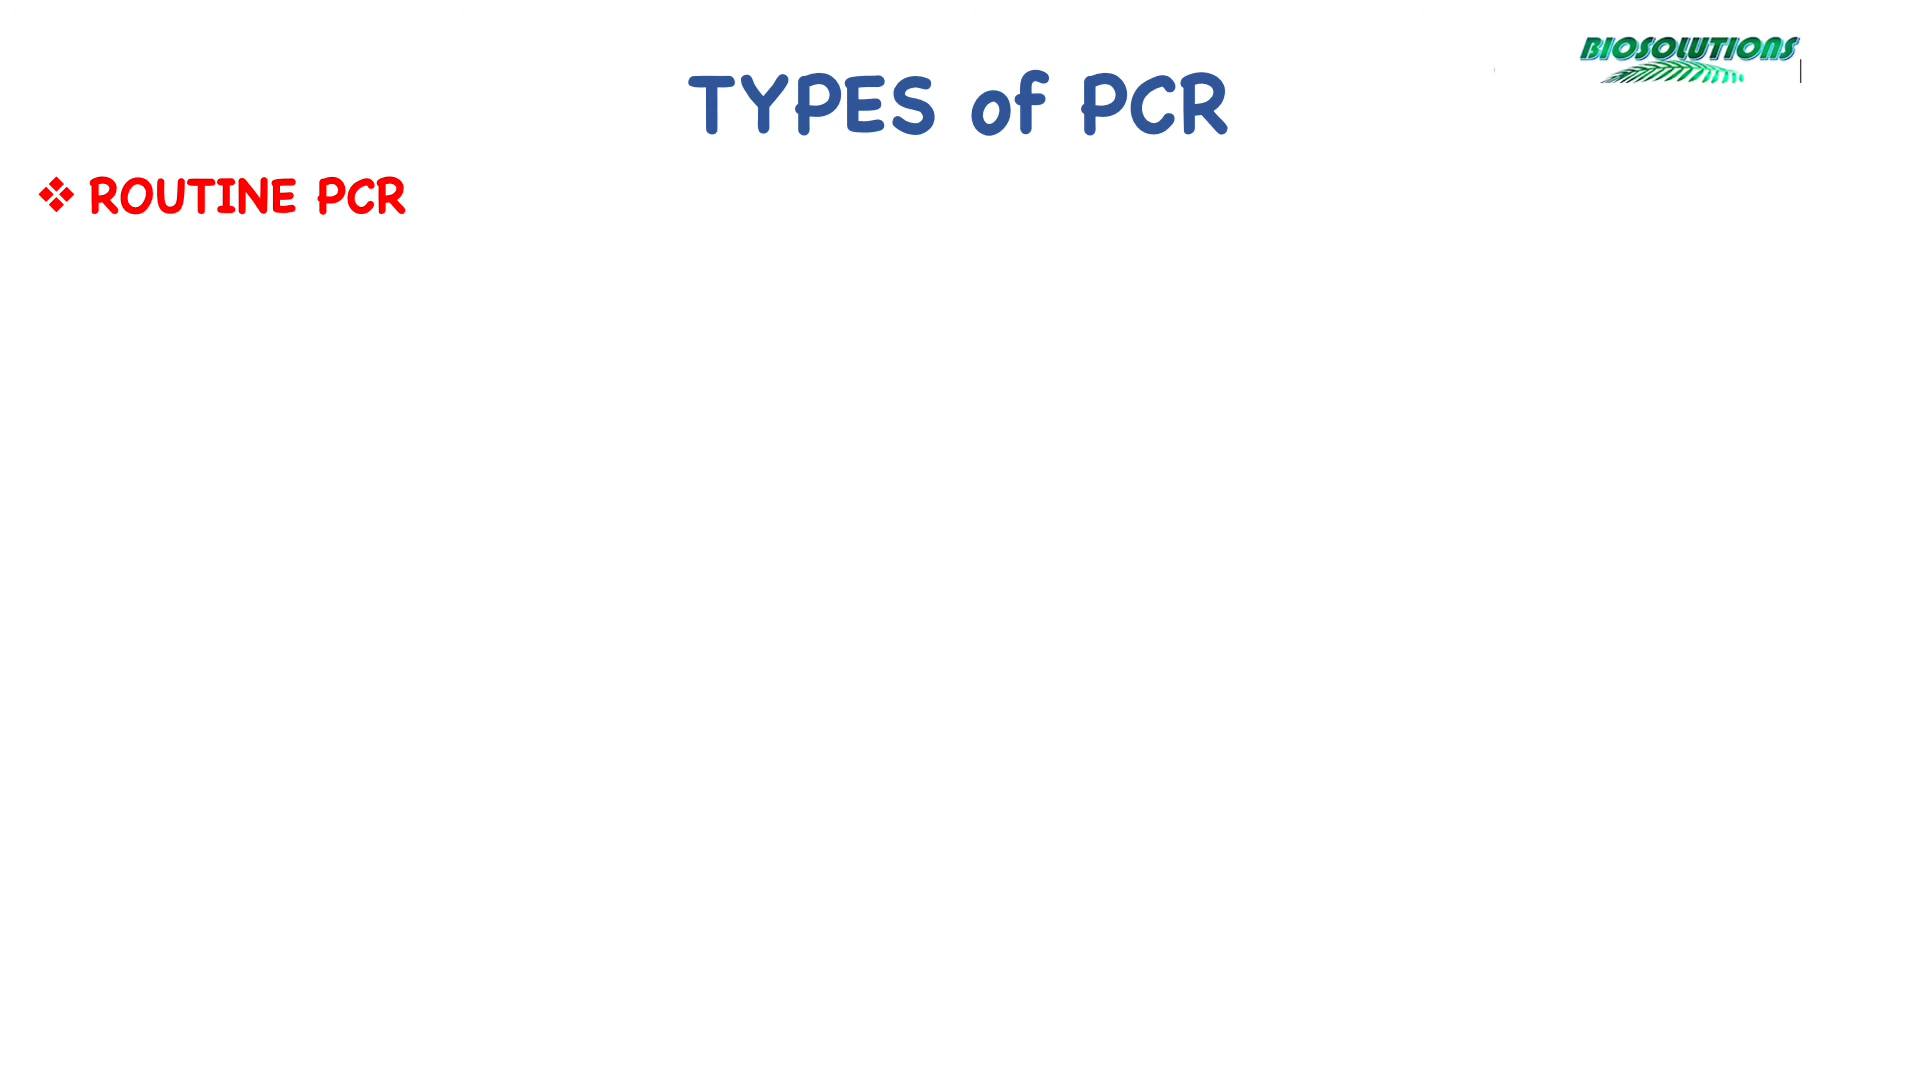 BIOSOLUTIONS
TYPES of PCR
❖ ROUTINE PCR